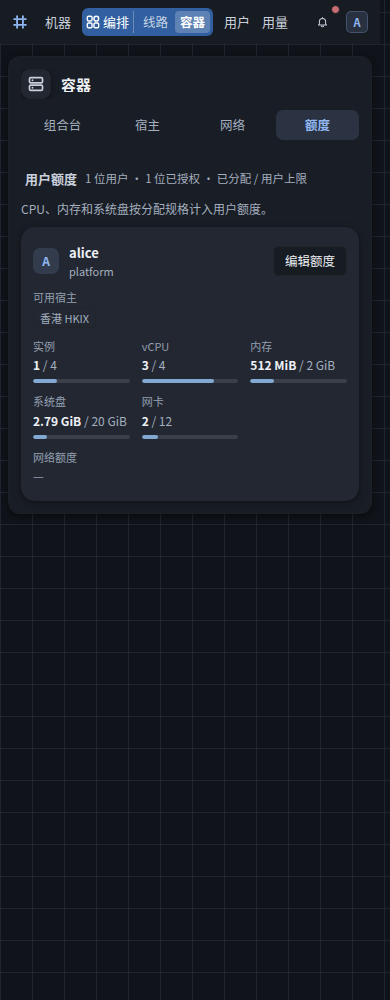 机器 编排 线路 容器 用户 用量 A
容器
组合台 宿主 网络 额度
用户额度 1 位用户 · 1 位已授权 · 已分配 / 用户上限
CPU、内存和系统盘按分配规格计入用户额度。
A alice 编辑额度
platform
可用宿主
香港 HKIX
实例 vCPU 内存
1 / 4 3 / 4 512 MiB / 2 GiB
系统盘 网卡
2.79 GiB / 20 GiB 2 / 12
网络额度
—